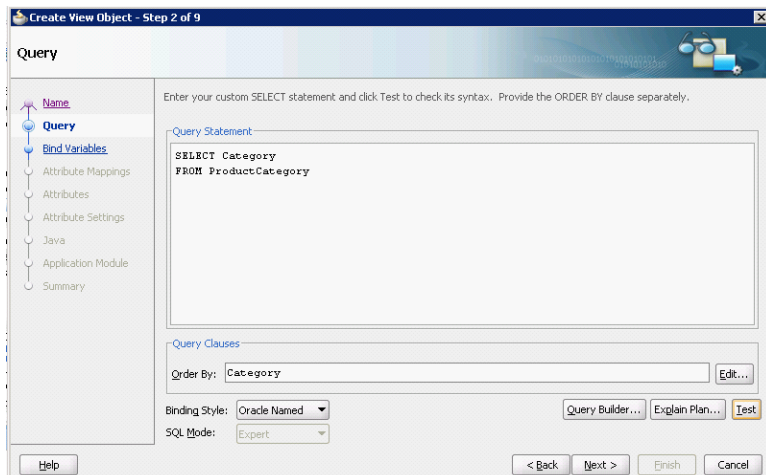 Create View Object - Step 2 of 9
Query
Name
Query
Bind Variables
Attribute Mappings
Attributes
Attribute Settings
Java
Application Module
Summary
Enter your custom SELECT statement and click Test to check its syntax. Provide the ORDER BY clause separately.
Query Statement
SELECT Category
FROM ProductCategory
Query Clauses
Order By: Category Edit...
Binding Style: Oracle Named Query Builder... Explain Plan... Test
SQL Mode: Expert
Help < Back Next > Finish Cancel